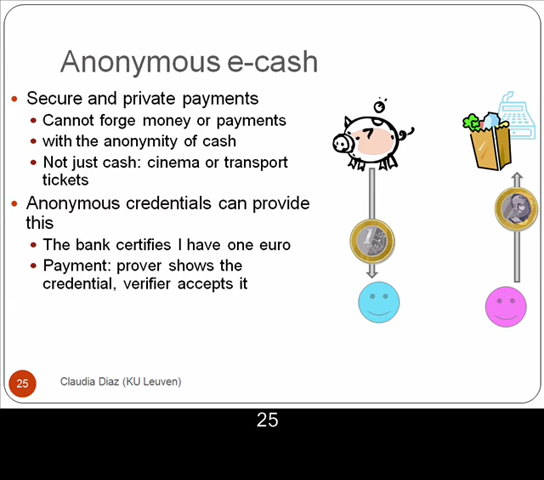 Anonymous e-cash
• Secure and private payments
• Cannot forge money or payments
• with the anonymity of cash
• Not just cash: cinema or transport
tickets
• Anonymous credentials can provide
this
• The bank certifies I have one euro
• Payment: prover shows the
credential, verifier accepts it
1
25
Claudia Diaz (KU Leuven)
25